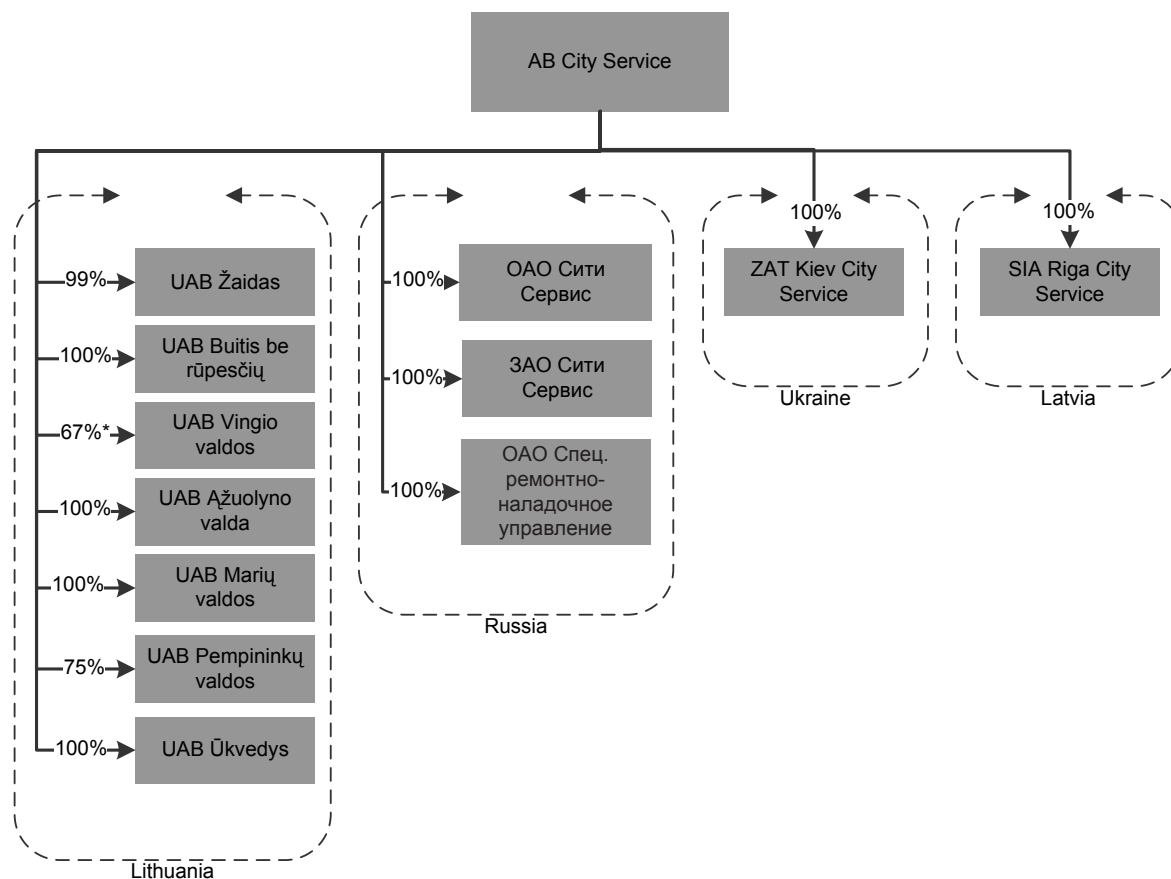 AB City Service
99%
UAB Žaidas
100%
UAB Buitis be
rūpesčių
67%*
UAB Vingio
valdos
100%
UAB Ąžuolyno
valda
100%
UAB Marių
valdos
75%
UAB Pempininkų
valdos
100%
UAB Ūkvedys
Lithuania
100%
ОАО Сити
Сервис
100%
ЗАО Сити
Сервис
100%
ОАО Спец.
ремонтно-
наладочное
управление
Russia
100%
ZAT Kiev City
Service
Ukraine
100%
SIA Riga City
Service
Latvia